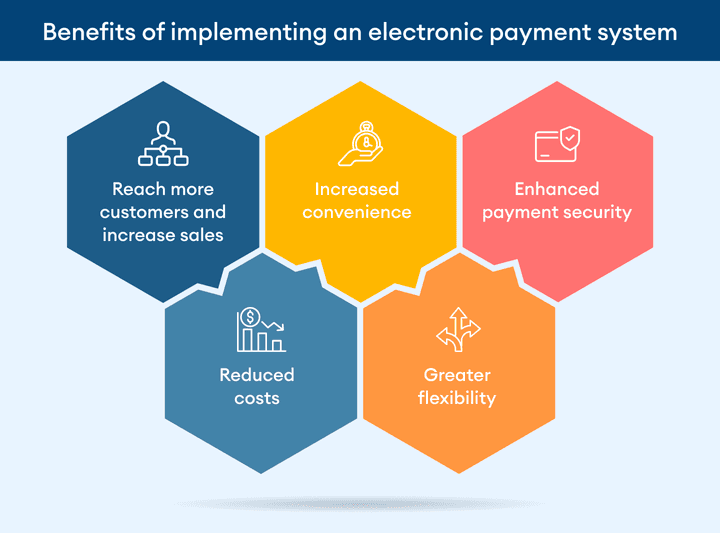 Benefits of implementing an electronic payment system
Reach more
customers and
increase sales
Increased
convenience
Enhanced
payment security
$
Reduced
costs
Greater
flexibility